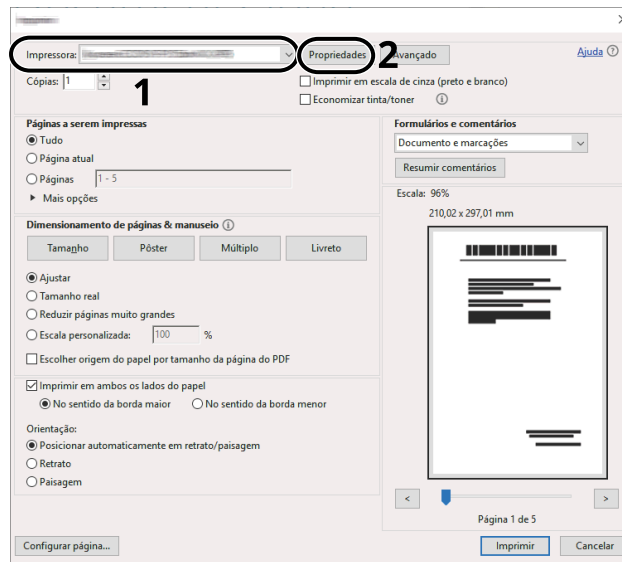 Impressora:
Propriedades
2
Avançado
Ajuda
Cópias: 1
1
Imprimir em escala de cinza (preto e branco)
Economizar tinta/toner
Páginas a serem impressas
Tudo
Página atual
Páginas 1 - 5
Mais opções
Formulários e comentários
Documento e marcações
Resumir comentários
Escala: 96%
210,02 x 297,01 mm
Dimensionamento de páginas & manuseio
Tamanho Pôster Múltiplo Livreto
Ajustar
Tamanho real
Reduzir páginas muito grandes
Escala personalizada: 100 %
Escolher origem do papel por tamanho da página do PDF
Imprimir em ambos os lados do papel
No sentido da borda maior No sentido da borda menor
Orientação:
Posicionar automaticamente em retrato/paisagem
Retrato
Paisagem
< >
Página 1 de 5
Configurar página... Imprimir Cancelar